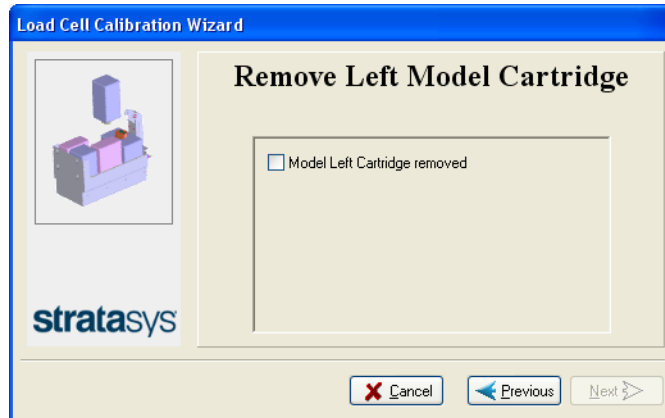 Load Cell Calibration Wizard
Remove Left Model Cartridge
Model Left Cartridge removed
stratasys
Cancel
Previous
Next